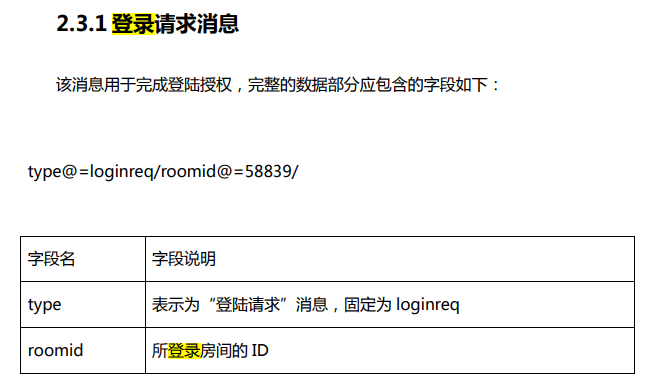 2.3.1 登录请求消息
该消息用于完成登陆授权，完整的数据部分应包含的字段如下：
type@=loginreq/roomid@=58839/
字段名 字段说明
type 表示为“登陆请求”消息，固定为 loginreq
roomid 所登录房间的 ID